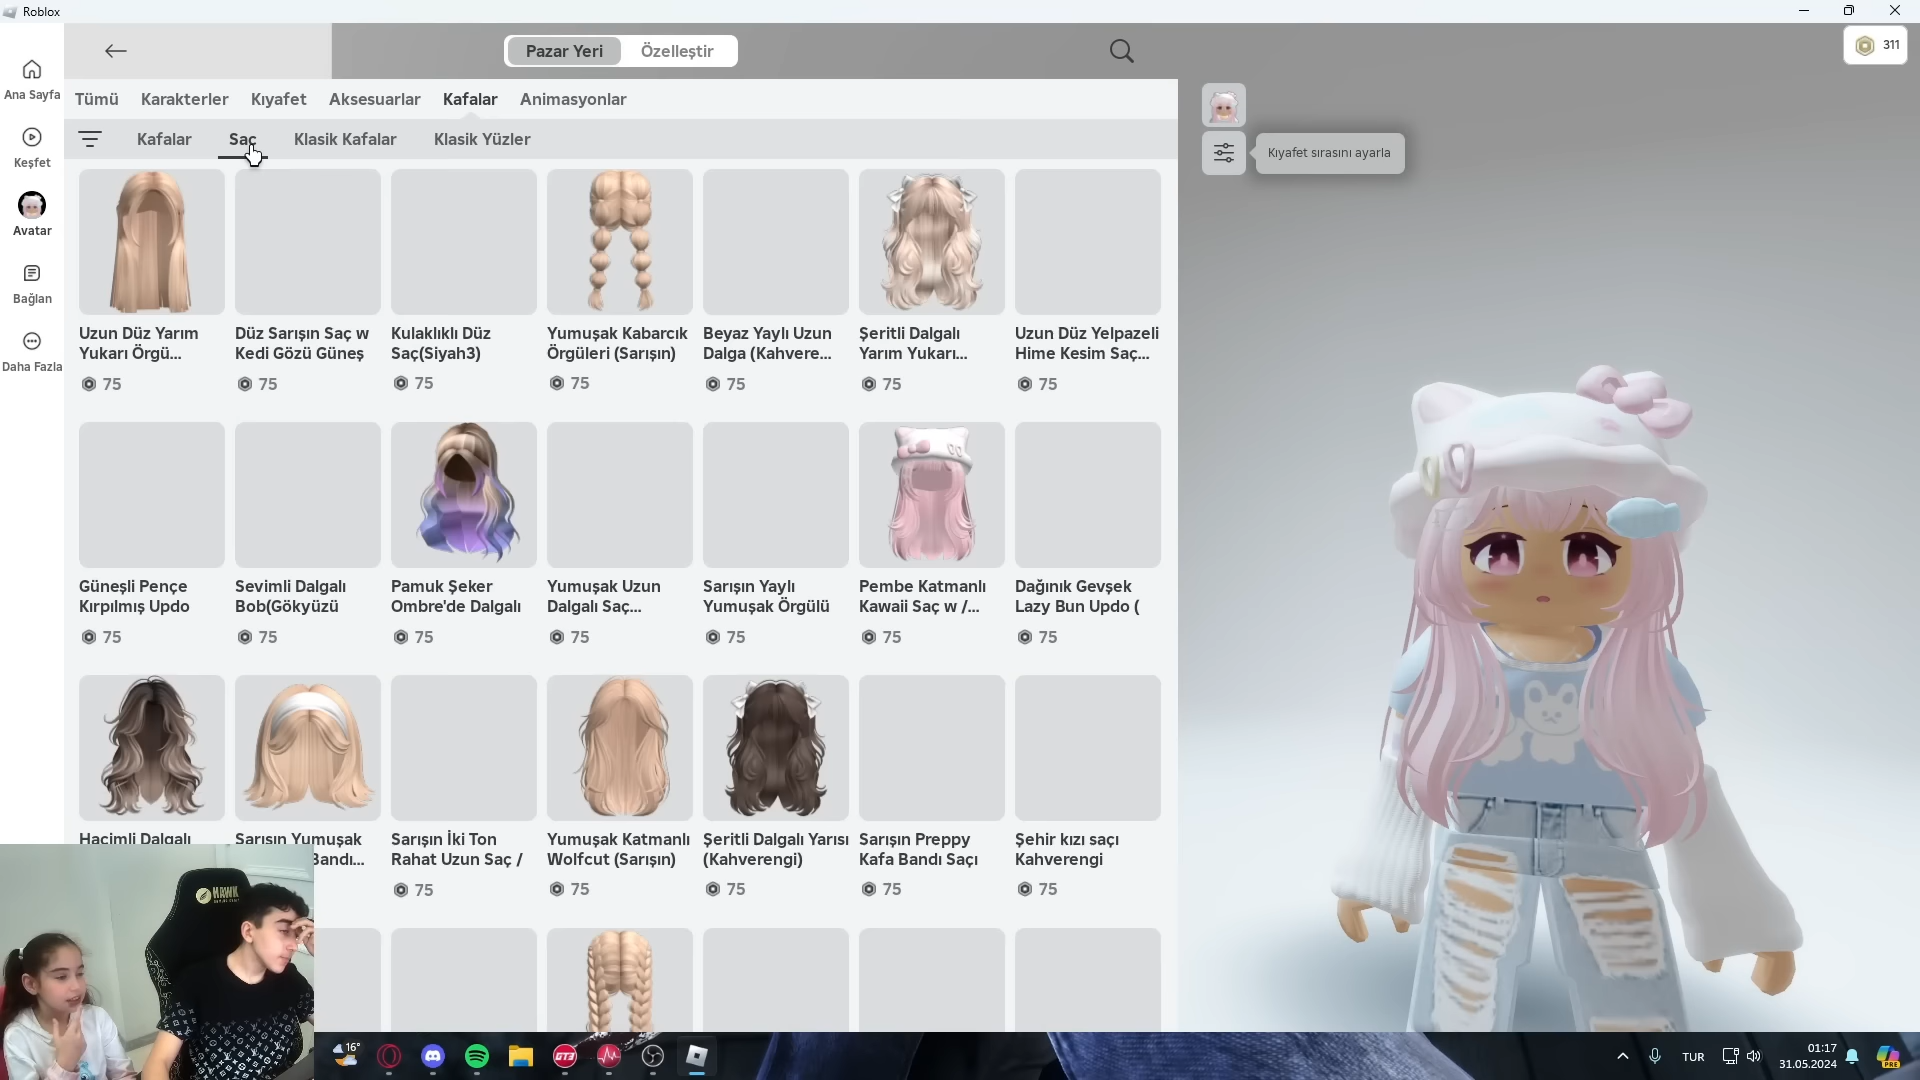 Roblox
Pazar Yeri
Özelleştir
311
Ana Sayfa
Keşfet
Avatar
Bağlan
Daha Fazla
Tümü
Karakterler
Kıyafet
Aksesuarlar
Kafalar
Animasyonlar
Kafalar
Saç
Klasik Kafalar
Klasik Yüzler
Kıyafet sırasını ayarla
Uzun Düz Yarım
Yukarı Örgü...
75
Düz Sarışın Saç w
Kedi Gözü Güneş
75
Kulaklıklı Düz
Saç(Siyah3)
75
Yumuşak Kabarcık
Örgüleri (Sarışın)
75
Beyaz Yaylı Uzun
Dalga (Kahvere...
75
Şeritli Dalgalı
Yarım Yukarı...
75
Uzun Düz Yelpazeli
Hime Kesim Saç...
75
Güneşli Pençe
Kırpılmış Updo
75
Sevimli Dalgalı
Bob(Gökyüzü
75
Pamuk Şeker
Ombre'de Dalgalı
75
Yumuşak Uzun
Dalgalı Saç...
75
Sarışın Yaylı
Yumuşak Örgülü
75
Pembe Katmanlı
Kawaii Saç w /...
75
Dağınık Gevşek
Lazy Bun Updo (
75
Hacimli Dalgalı
Sarışın Yumuşak
Bandı...
Sarışın İki Ton
Rahat Uzun Saç /
75
Yumuşak Katmanlı
Wolfcut (Sarışın)
75
Şeritli Dalgalı Yarısı
(Kahverengi)
75
Sarışın Preppy
Kafa Bandı Saçı
75
Şehir kızı saçı
Kahverengi
75
HAWK
16°
GT3
TUR
01:17
31.05.2024
PRE